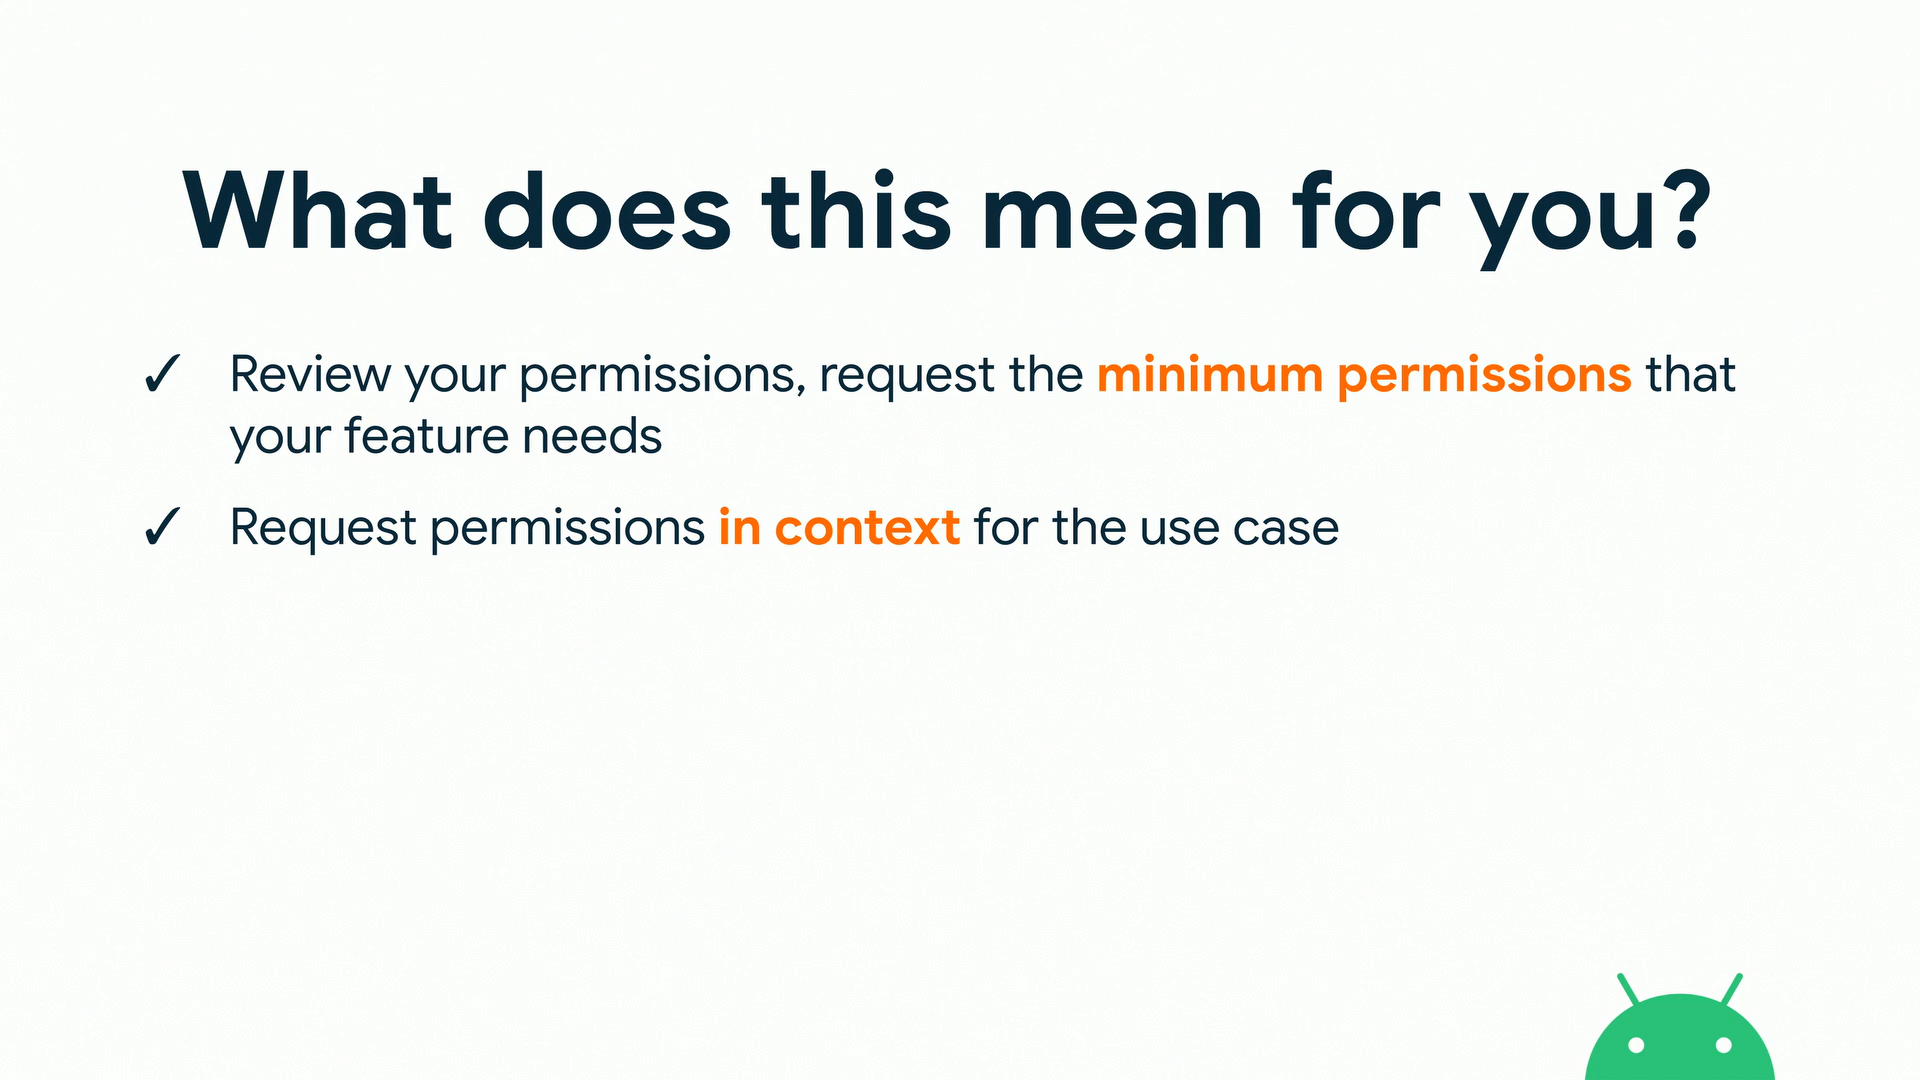 What does this mean for you?
✓ Review your permissions, request the minimum permissions that
your feature needs
✓ Request permissions in context for the use case